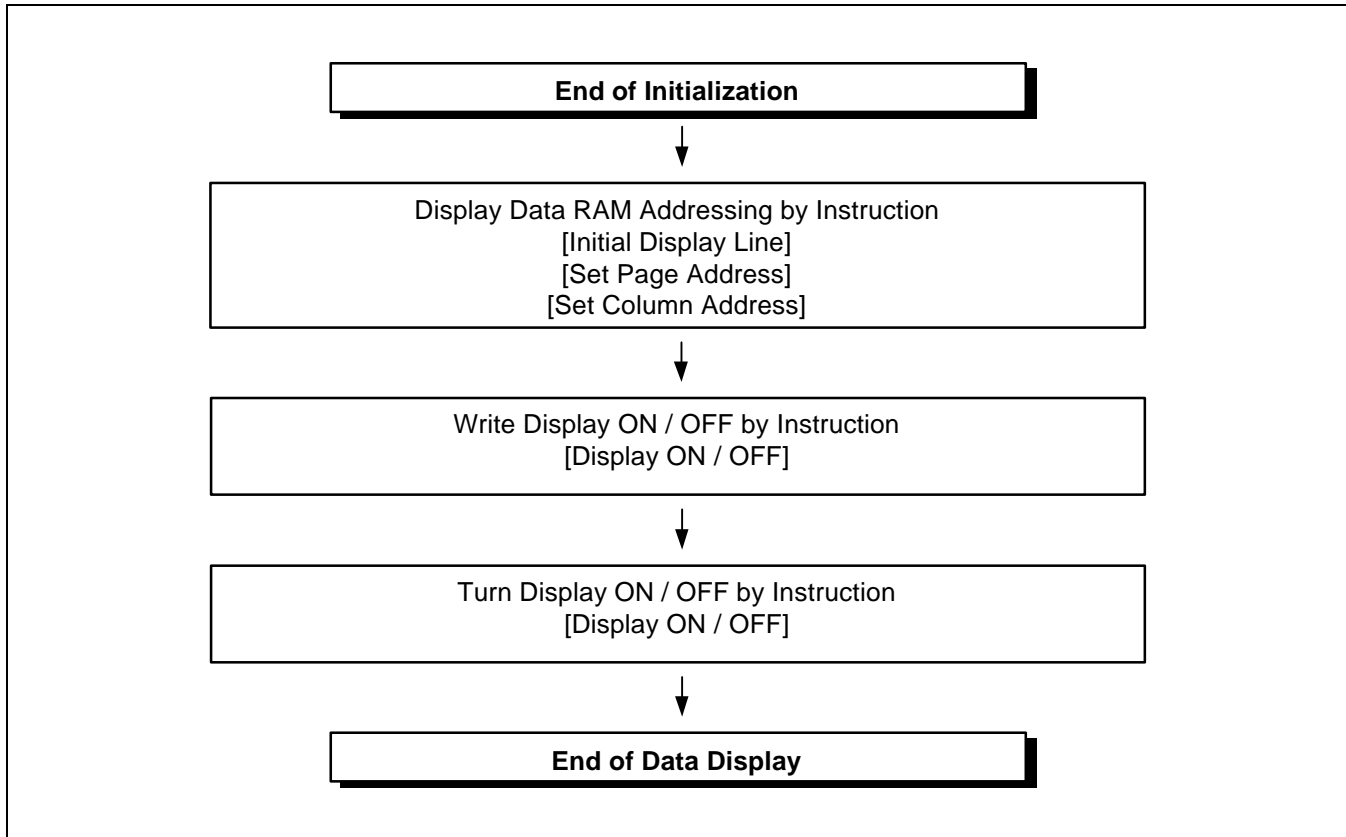 End of Initialization
Display Data RAM Addressing by Instruction
[Initial Display Line]
[Set Page Address]
[Set Column Address]
Write Display ON / OFF by Instruction
[Display ON / OFF]
Turn Display ON / OFF by Instruction
[Display ON / OFF]
End of Data Display